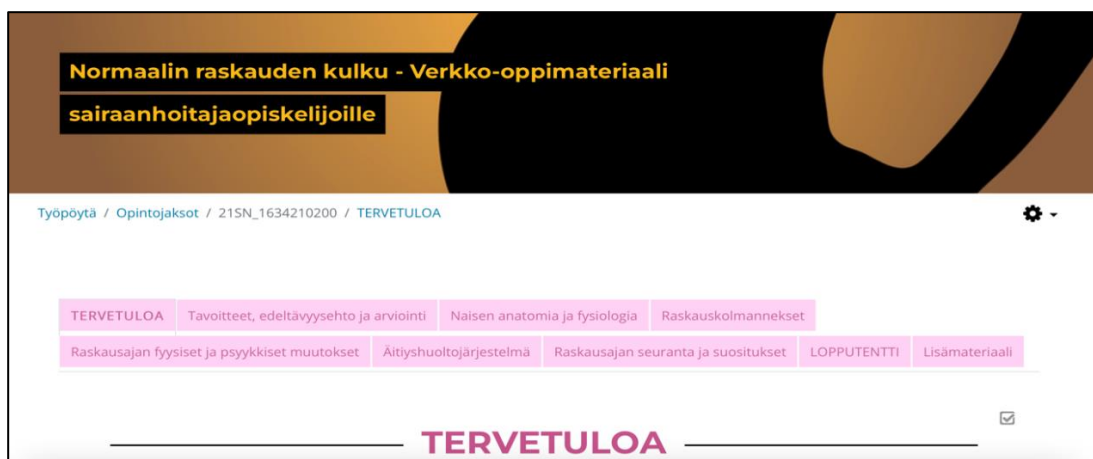 Normaalin raskauden kulku - Verkko-oppimateriaali
sairaanhoitajaopiskelijoille
Työpöytä / Opintojaksot / 21SN_1634210200 / TERVETULOA
TERVETULOA Tavoitteet, edeltävyysehto ja arviointi Naisen anatomia ja fysiologia Raskauskolmannekset
Raskausajan fyysiset ja psyykkiset muutokset Äitiyshuoltojärjestelmä Raskausajan seuranta ja suositukset LOPPUTENTTI Lisämateriaali
TERVETULOA